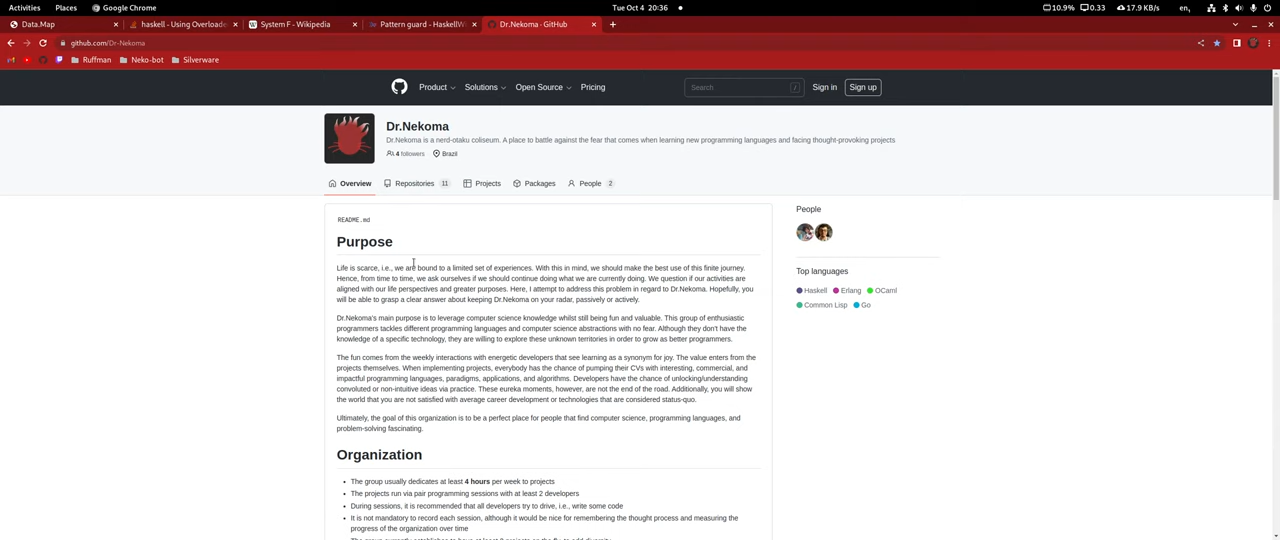 Activities Places Google Chrome Tue Oct 4 20:36 10.9% 0.33 17.9 KB/s en1
Data.Map haskell - Using Overloade System F - Wikipedia Pattern guard - HaskellWi Dr.Nekoma - GitHub
github.com/Dr-Nekoma
Ruffman Neko-bot Silverware
Product Solutions Open Source Pricing Search / Sign in Sign up
Dr.Nekoma
Dr.Nekoma is a nerd-otaku coliseum. A place to battle against the fear that comes when learning new programming languages and facing thought-provoking projects
4 followers Brazil
Overview Repositories 11 Projects Packages People 2
README.md
Purpose
Life is scarce, i.e., we are bound to a limited set of experiences. With this in mind, we should make the best use of this finite journey.
Hence, from time to time, we ask ourselves if we should continue doing what we are currently doing. We question if our activities are
aligned with our life perspectives and greater purposes. Here, I attempt to address this problem in regard to Dr.Nekoma. Hopefully, you
will be able to grasp a clear answer about keeping Dr.Nekoma on your radar, passively or actively.
Dr.Nekoma's main purpose is to leverage computer science knowledge whilst still being fun and valuable. This group of enthusiastic
programmers tackles different programming languages and computer science abstractions with no fear. Although they don't have the
knowledge of a specific technology, they are willing to explore these unknown territories in order to grow as better programmers.
The fun comes from the weekly interactions with energetic developers that see learning as a synonym for joy. The value enters from the
projects themselves. When implementing projects, everybody has the chance of pumping their CVs with interesting, commercial, and
impactful programming languages, paradigms, applications, and algorithms. Developers have the chance of unlocking/understanding
convoluted or non-intuitive ideas via practice. These eureka moments, however, are not the end of the road. Additionally, you will show
the world that you are not satisfied with average career development or technologies that are considered status-quo.
Ultimately, the goal of this organization is to be a perfect place for people that find computer science, programming languages, and
problem-solving fascinating.
Organization
The group usually dedicates at least 4 hours per week to projects
The projects run via pair programming sessions with at least 2 developers
During sessions, it is recommended that all developers try to drive, i.e., write some code
It is not mandatory to record each session, although it would be nice for remembering the thought process and measuring the
progress of the organization over time
People
Top languages
Haskell Erlang OCaml
Common Lisp Go